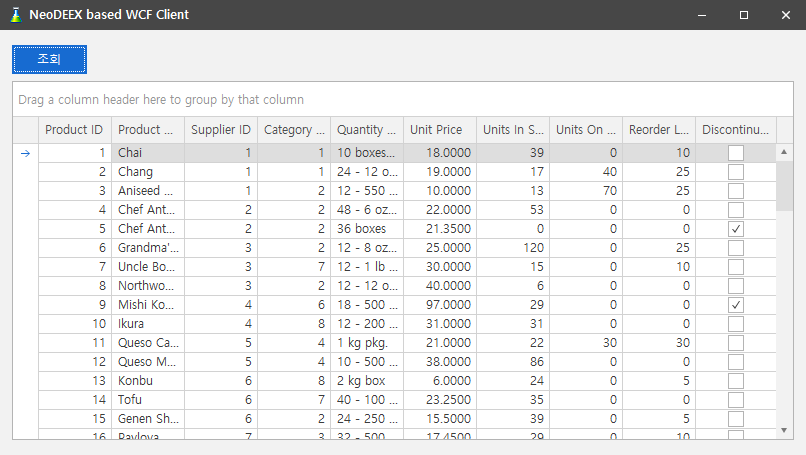 NeoDEEX based WCF Client
조회
Drag a column header here to group by that column
Product ID Product ... Supplier ID Category ... Quantity ... Unit Price Units In S... Units On ... Reorder L... Discontinu...
1 Chai 1 1 10 boxes... 18.0000 39 0 10
2 Chang 1 1 24 - 12 o... 19.0000 17 40 25
3 Aniseed ... 1 2 12 - 550 ... 10.0000 13 70 25
4 Chef Ant... 2 2 48 - 6 oz... 22.0000 53 0 0
5 Chef Ant... 2 2 36 boxes 21.3500 0 0 0
6 Grandma'... 3 2 12 - 8 oz... 25.0000 120 0 25
7 Uncle Bo... 3 7 12 - 1 lb ... 30.0000 15 0 10
8 Northwo... 3 2 12 - 12 o... 40.0000 6 0 0
9 Mishi Ko... 4 6 18 - 500 ... 97.0000 29 0 0
10 Ikura 4 8 12 - 200 ... 31.0000 31 0 0
11 Queso Ca... 5 4 1 kg pkg. 21.0000 22 30 30
12 Queso M... 5 4 10 - 500 ... 38.0000 86 0 0
13 Konbu 6 8 2 kg box 6.0000 24 0 5
14 Tofu 6 7 40 - 100 ... 23.2500 35 0 0
15 Genen Sh... 6 2 24 - 250 ... 15.5000 39 0 5
16 Pavlova 7 3 32 - 500 ... 17.4500 29 0 10